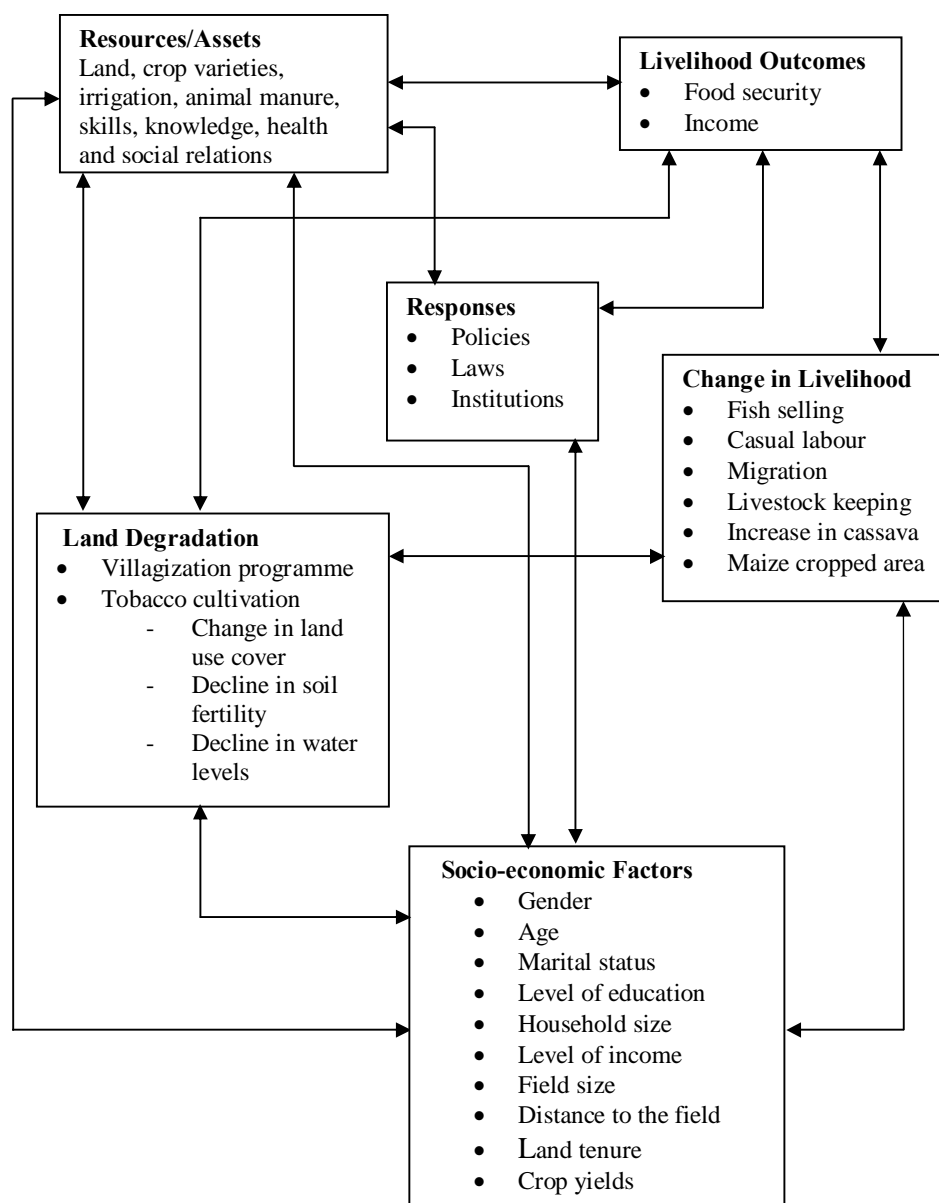 Resources/Assets
Land, crop varieties,
irrigation, animal manure,
skills, knowledge, health
and social relations
Livelihood Outcomes
• Food security
• Income
Responses
• Policies
• Laws
• Institutions
Change in Livelihood
• Fish selling
• Casual labour
• Migration
• Livestock keeping
• Increase in cassava
• Maize cropped area
Land Degradation
• Villagization programme
• Tobacco cultivation
- Change in land
use cover
- Decline in soil
fertility
- Decline in water
levels
Socio-economic Factors
• Gender
• Age
• Marital status
• Level of education
• Household size
• Level of income
• Field size
• Distance to the field
• Land tenure
• Crop yields